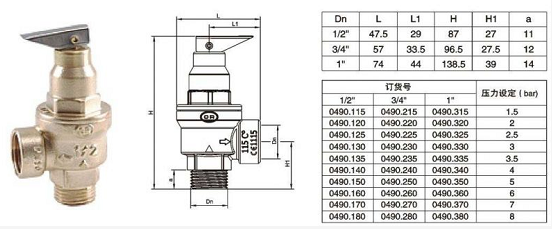 L
L1
H
OR
115 C°
CE1115
Dn
H1
a
Dn
1/2
Dn L L1 H H1 a
1/2" 47.5 29 87 27 11
3/4" 57 33.5 96.5 27.5 12
1" 74 44 138.5 39 14
订货号 压力设定 ( bar)
1/2" 3/4" 1"
0490.115 0490.215 0490.315 1.5
0490.120 0490.220 0490.320 2
0490.125 0490.225 0490.325 2.5
0490.130 0490.230 0490.330 3
0490.135 0490.235 0490.335 3.5
0490.140 0490.240 0490.340 4
0490.150 0490.250 0490.350 5
0490.160 0490.260 0490.360 6
0490.170 0490.270 0490.370 7
0490.180 0490.280 0490.380 8